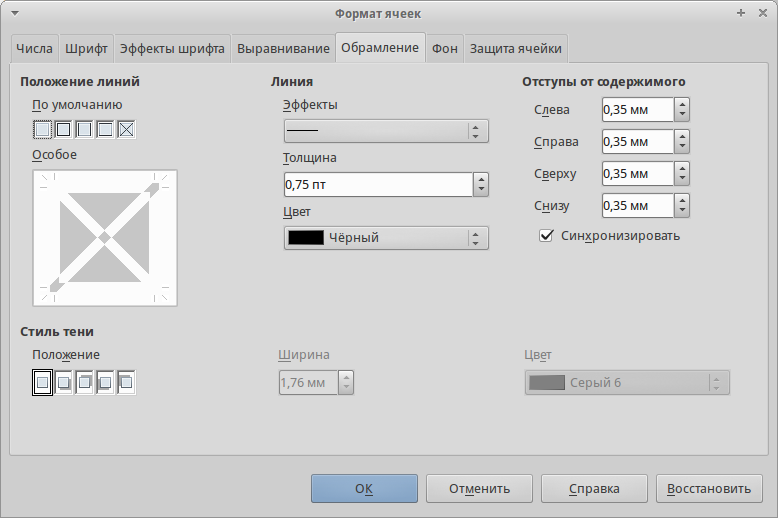 Формат ячеек
Числа Шрифт Эффекты шрифта Выравнивание Обрамление Фон Защита ячейки
Положение линий
По умолчанию
Особое
Линия
Эффекты
Толщина
0,75 пт
Цвет
Чёрный
Отступы от содержимого
Слева 0,35 мм
Справа 0,35 мм
Сверху 0,35 мм
Снизу 0,35 мм
Синхронизировать
Стиль тени
Положение
Ширина
1,76 мм
Цвет
Серый 6
OK Отменить Справка Восстановить